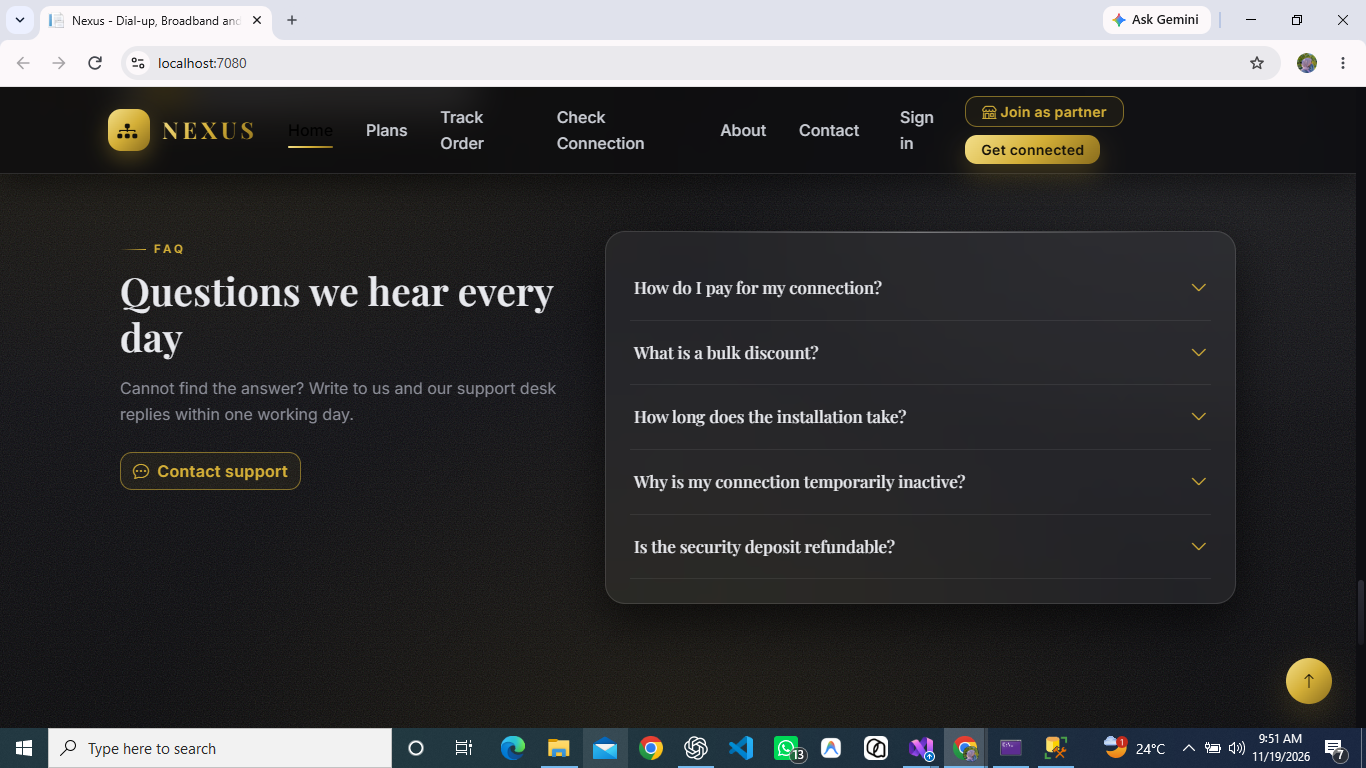 Nexus - Dial-up, Broadband and
Ask Gemini
localhost:7080
NEXUS
Home
Plans
Track
Order
Check
Connection
About
Contact
Sign
in
Join as partner
Get connected
FAQ
Questions we hear every
day
Cannot find the answer? Write to us and our support desk
replies within one working day.
Contact support
How do I pay for my connection?
What is a bulk discount?
How long does the installation take?
Why is my connection temporarily inactive?
Is the security deposit refundable?
Type here to search
13
1
24°C
9:51 AM
11/19/2026
7